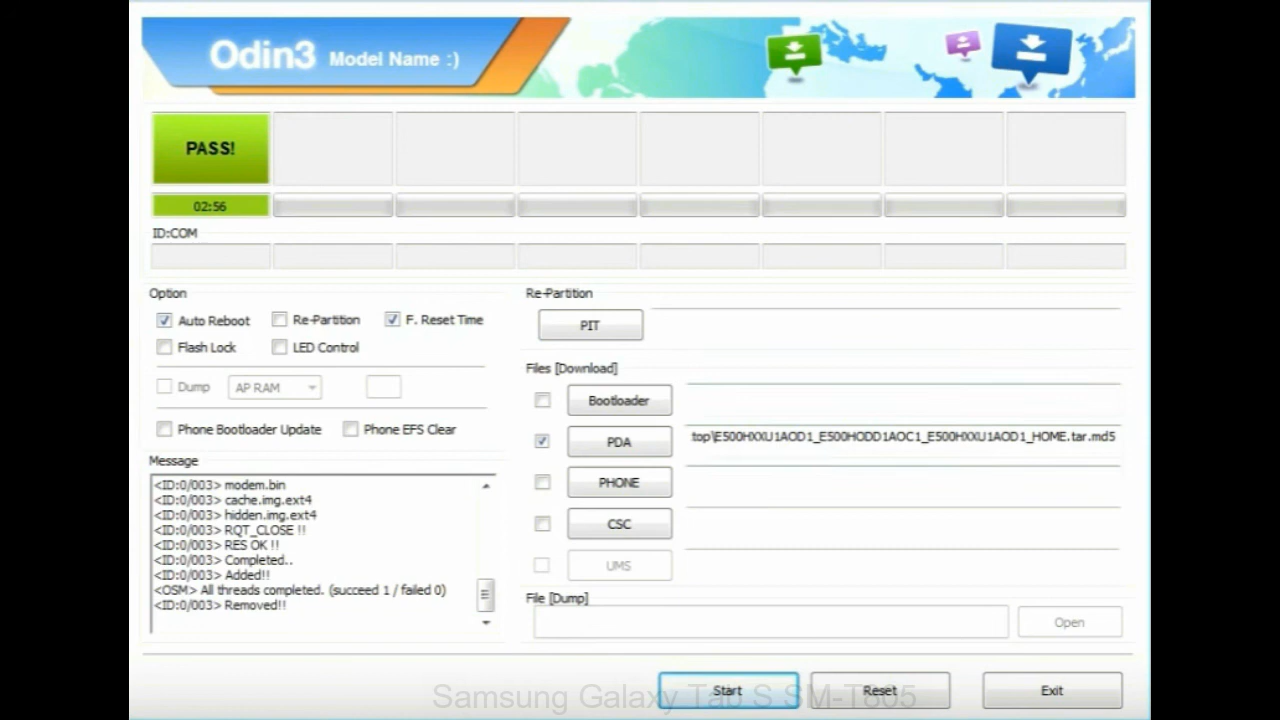 Odin3 Model Name :)
PASS!
02:56
ID:COM
Option
Auto Reboot Re-Partition F. Reset Time
Flash Lock LED Control
Dump AP RAM
Phone Bootloader Update Phone EFS Clear
Message
<ID:0/003> modem.bin
<ID:0/003> cache.img.ext4
<ID:0/003> hidden.img.ext4
<ID:0/003> RQT_CLOSE !!
<ID:0/003> RES OK !!
<ID:0/003> Completed..
<ID:0/003> Added!!
<OSM> All threads completed. (succeed 1 / failed 0)
<ID:0/003> Removed!!
Re-Partition
PIT
Files [Download]
Bootloader
PDA top\E500HXXU1AOD1_E500HODD1AOC1_E500HXXU1AOD1_HOME.tar.md5
PHONE
CSC
UMS
File [Dump]
Open
Start Reset Exit
Samsung Galaxy Tab S SM-T865